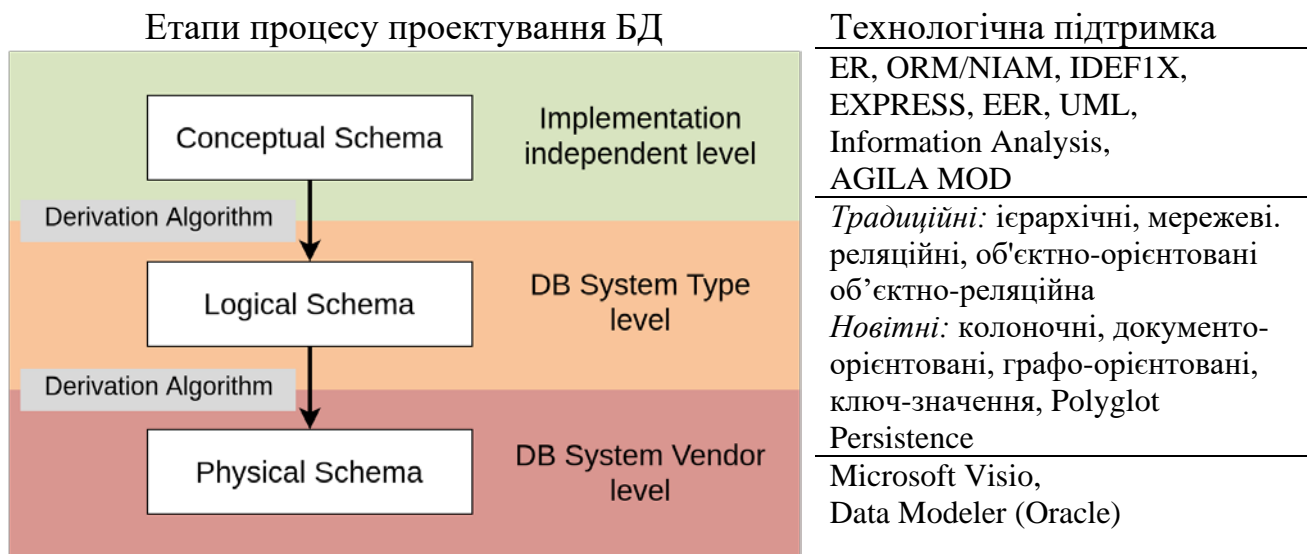 Етапи процесу проектування БД
Conceptual Schema
Implementation
independent level
Derivation Algorithm
Logical Schema
DB System Type
level
Derivation Algorithm
Physical Schema
DB System Vendor
level
Технологічна підтримка
ER, ORM/NIAM, IDEF1X,
EXPRESS, EER, UML,
Information Analysis,
AGILA MOD
Традиційні: ієрархічні, мережеві.
реляційні, об'єктно-орієнтовані
об’єктно-реляційна
Новітні: колоночні, документо-
орієнтовані, графо-орієнтовані,
ключ-значення, Polyglot
Persistence
Microsoft Visio,
Data Modeler (Oracle)